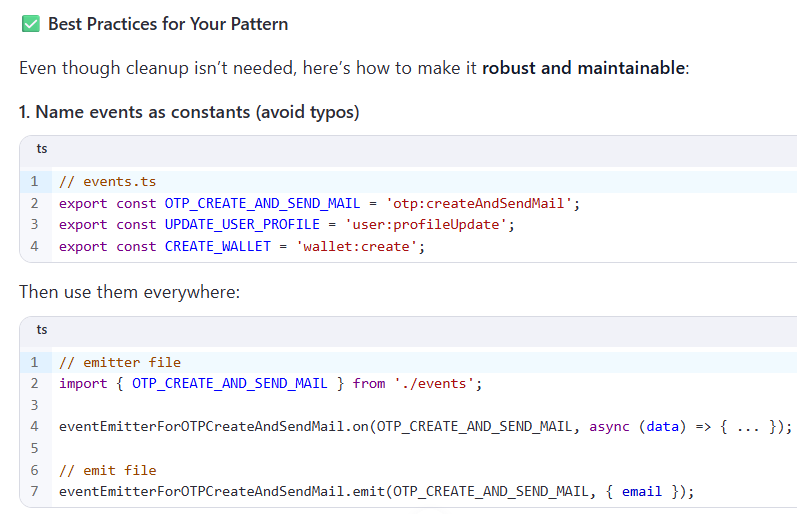 ✅ Best Practices for Your Pattern
Even though cleanup isn’t needed, here’s how to make it robust and maintainable:
1. Name events as constants (avoid typos)
ts
1 // events.ts
2 export const OTP_CREATE_AND_SEND_MAIL = 'otp:createAndSendMail';
3 export const UPDATE_USER_PROFILE = 'user:profileUpdate';
4 export const CREATE_WALLET = 'wallet:create';
Then use them everywhere:
ts
1 // emitter file
2 import { OTP_CREATE_AND_SEND_MAIL } from './events';
3
4 eventEmitterForOTPCreateAndSendMail.on(OTP_CREATE_AND_SEND_MAIL, async (data) => { ... });
5
6 // emit file
7 eventEmitterForOTPCreateAndSendMail.emit(OTP_CREATE_AND_SEND_MAIL, { email });